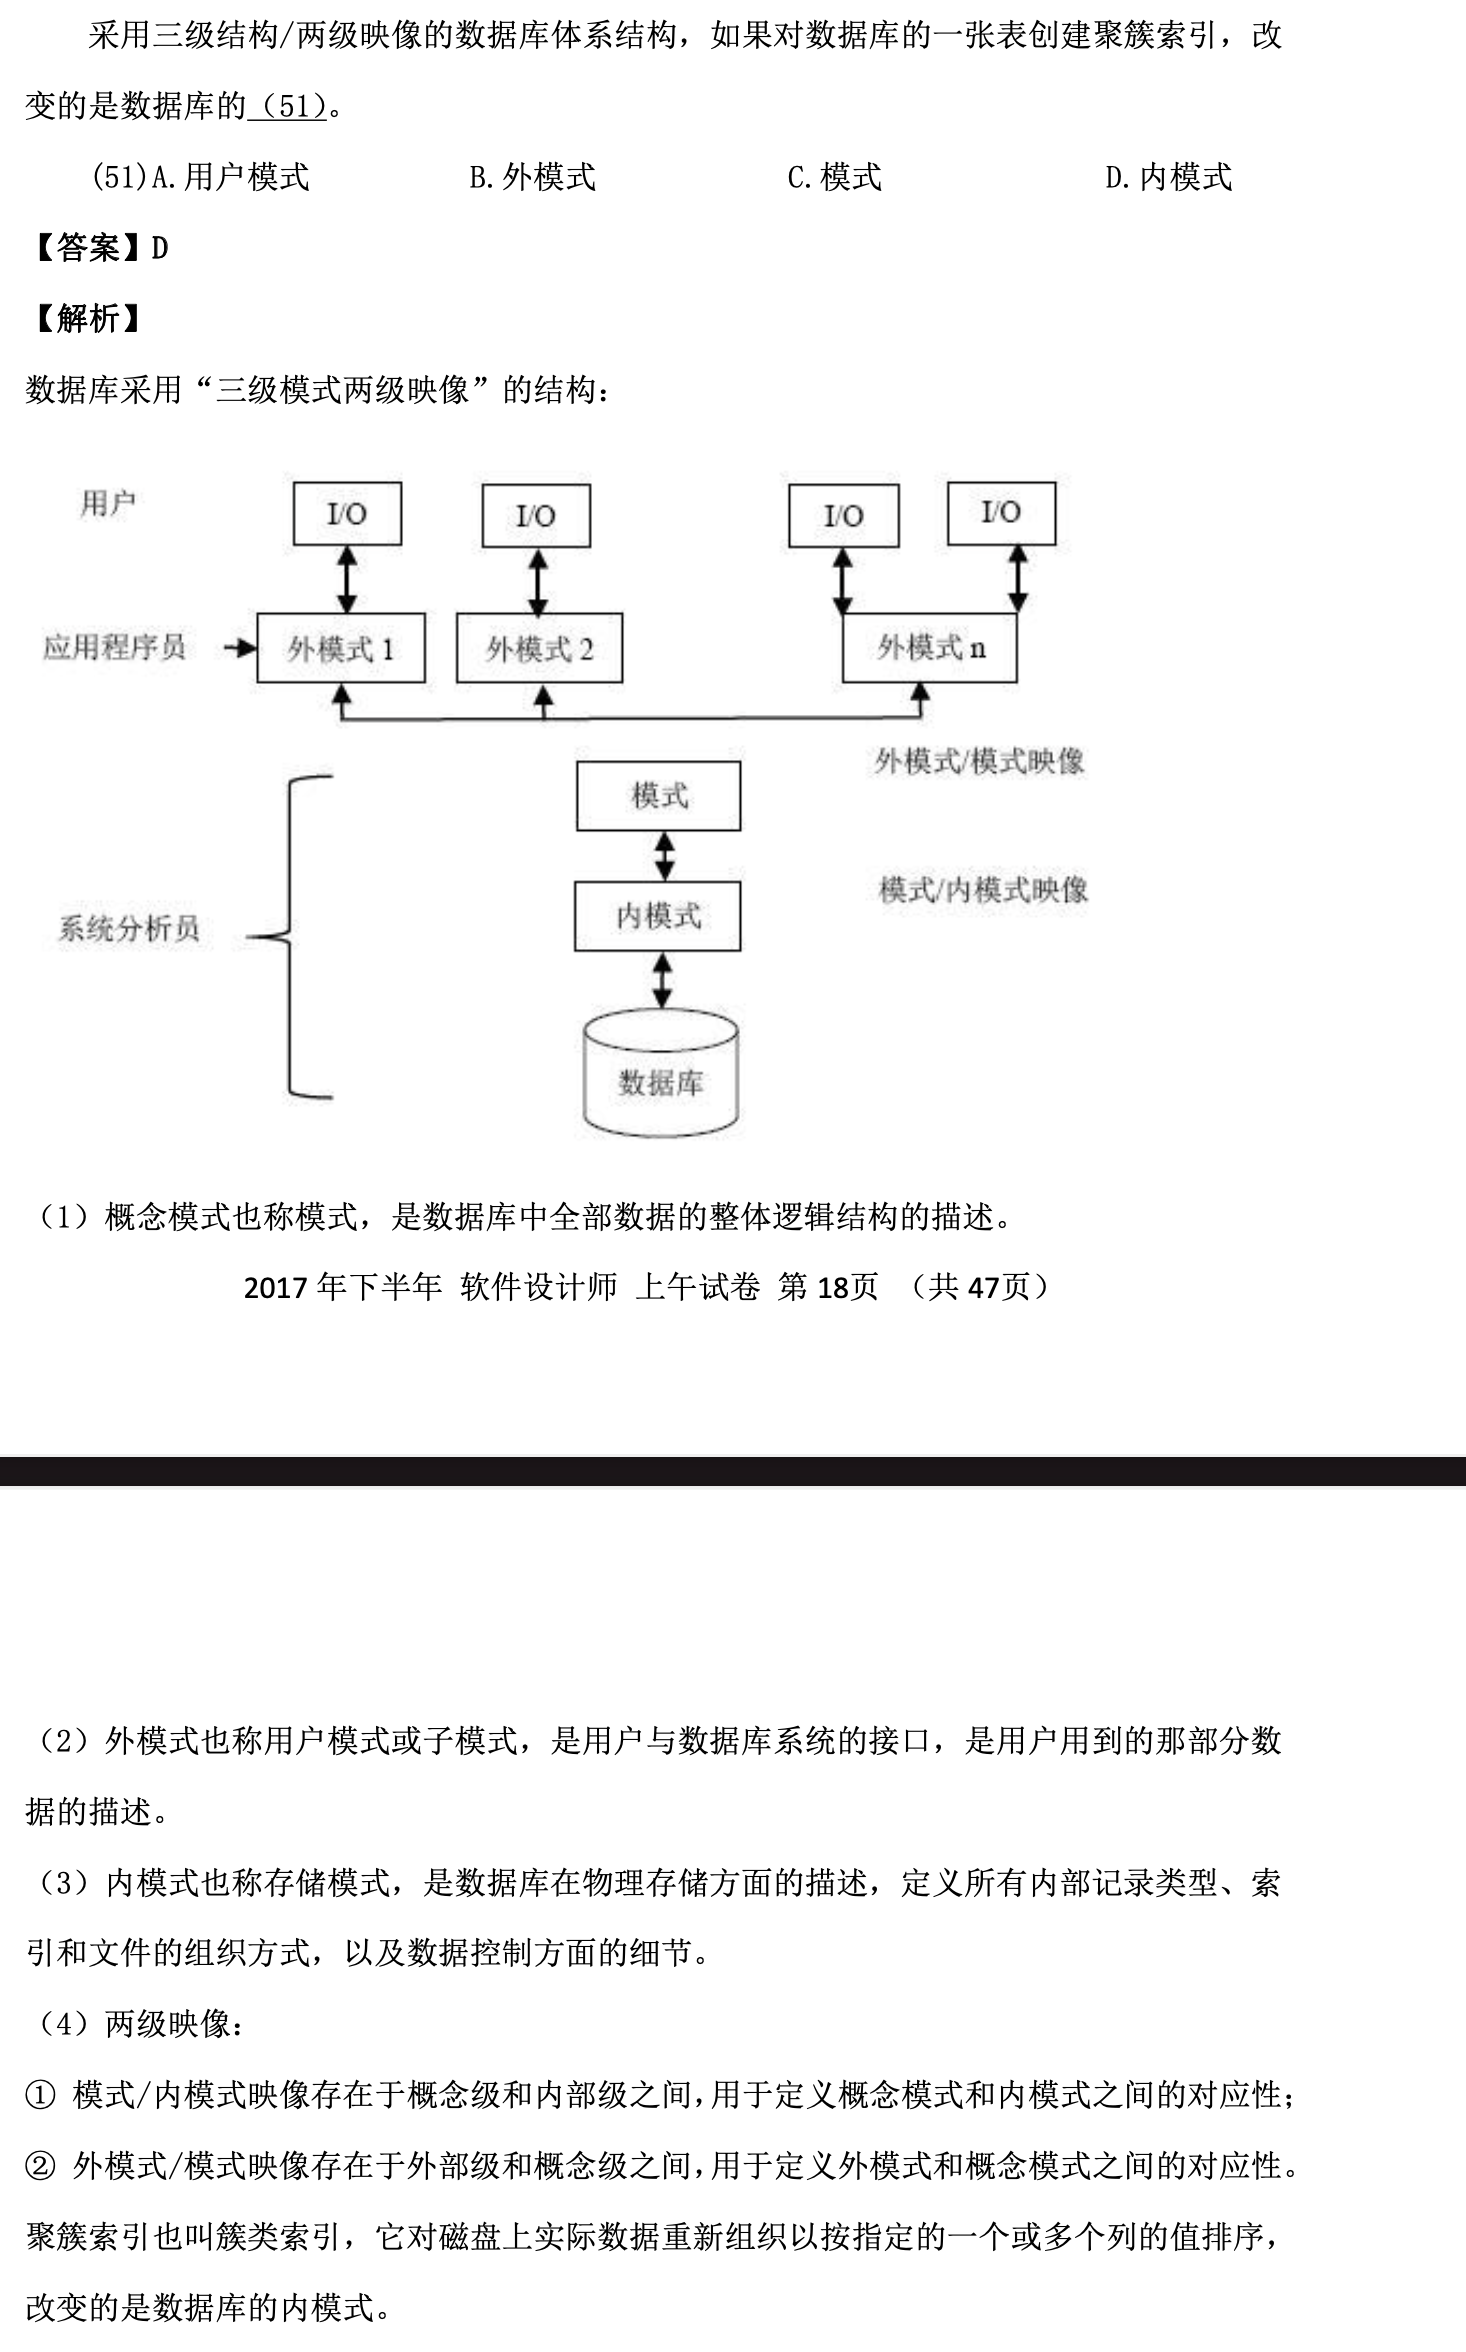 采用三级结构/两级映像的数据库体系结构，如果对数据库的一张表创建聚簇索引，改
变的是数据库的（51）。
(51)A.用户模式 B.外模式 C.模式 D.内模式
【答案】D
【解析】
数据库采用“三级模式两级映像”的结构：
用户 I/O I/O I/O I/O
应用程序员 外模式 1 外模式 2 外模式 n
外模式/模式映像
模式
模式/内模式映像
内模式
系统分析员
数据库
（1）概念模式也称模式，是数据库中全部数据的整体逻辑结构的描述。
2017 年下半年 软件设计师 上午试卷 第 18页 （共 47页）
（2）外模式也称用户模式或子模式，是用户与数据库系统的接口，是用户用到的那部分数
据的描述。
（3）内模式也称存储模式，是数据库在物理存储方面的描述，定义所有内部记录类型、索
引和文件的组织方式，以及数据控制方面的细节。
（4）两级映像：
① 模式/内模式映像存在于概念级和内部级之间，用于定义概念模式和内模式之间的对应性；
② 外模式/模式映像存在于外部级和概念级之间，用于定义外模式和概念模式之间的对应性。
聚簇索引也叫簇类索引，它对磁盘上实际数据重新组织以按指定的一个或多个列的值排序，
改变的是数据库的内模式。